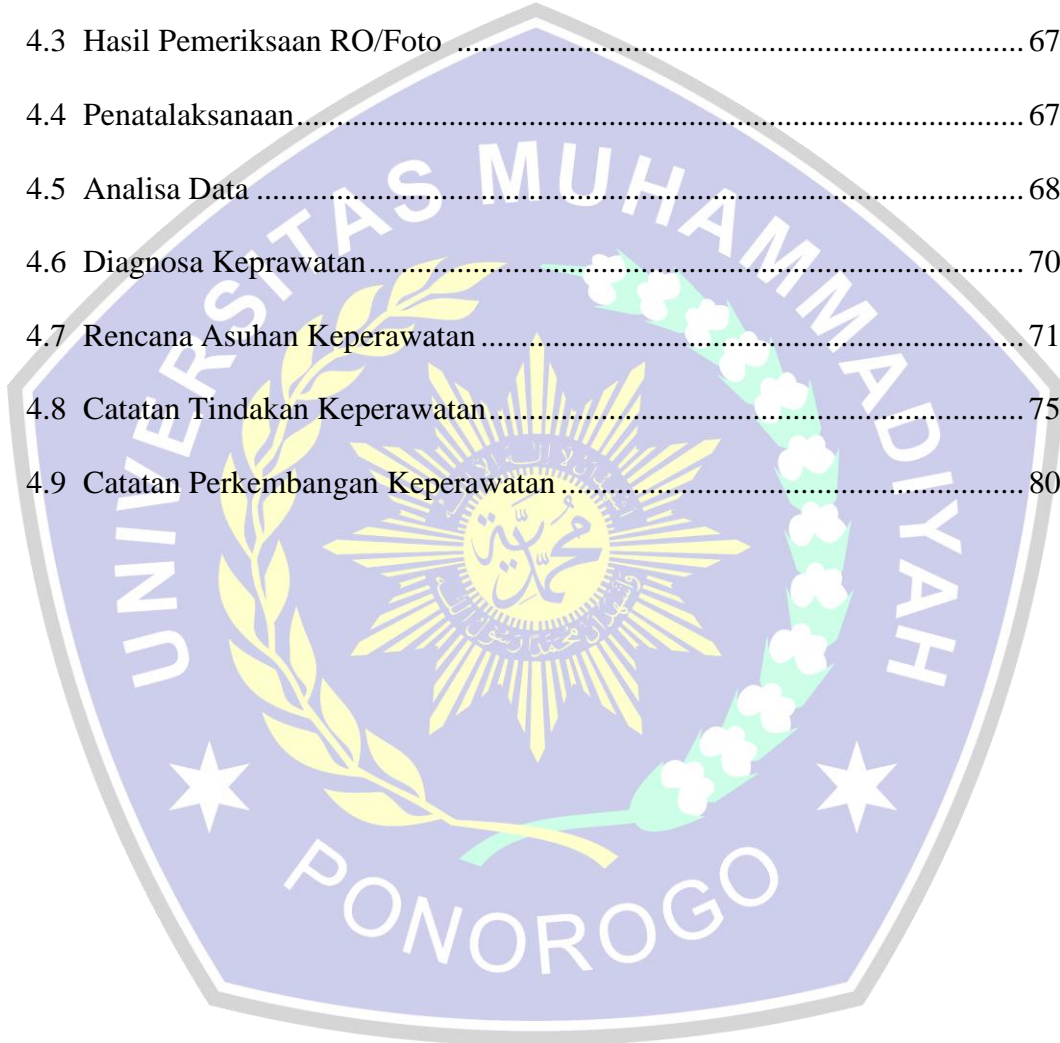 4.3 Hasil Pemeriksaan RO/Foto ........................................................................ 67
4.4 Penatalaksanaan............................................................................................ 67
4.5 Analisa Data ................................................................................................. 68
4.6 Diagnosa Keprawatan................................................................................... 70
4.7 Rencana Asuhan Keperawatan ..................................................................... 71
4.8 Catatan Tindakan Keperawatan.................................................................... 75
4.9 Catatan Perkembangan Keperawatan ........................................................... 80
UNIVERSITAS MUHAMMADIYAH
PONOROGO